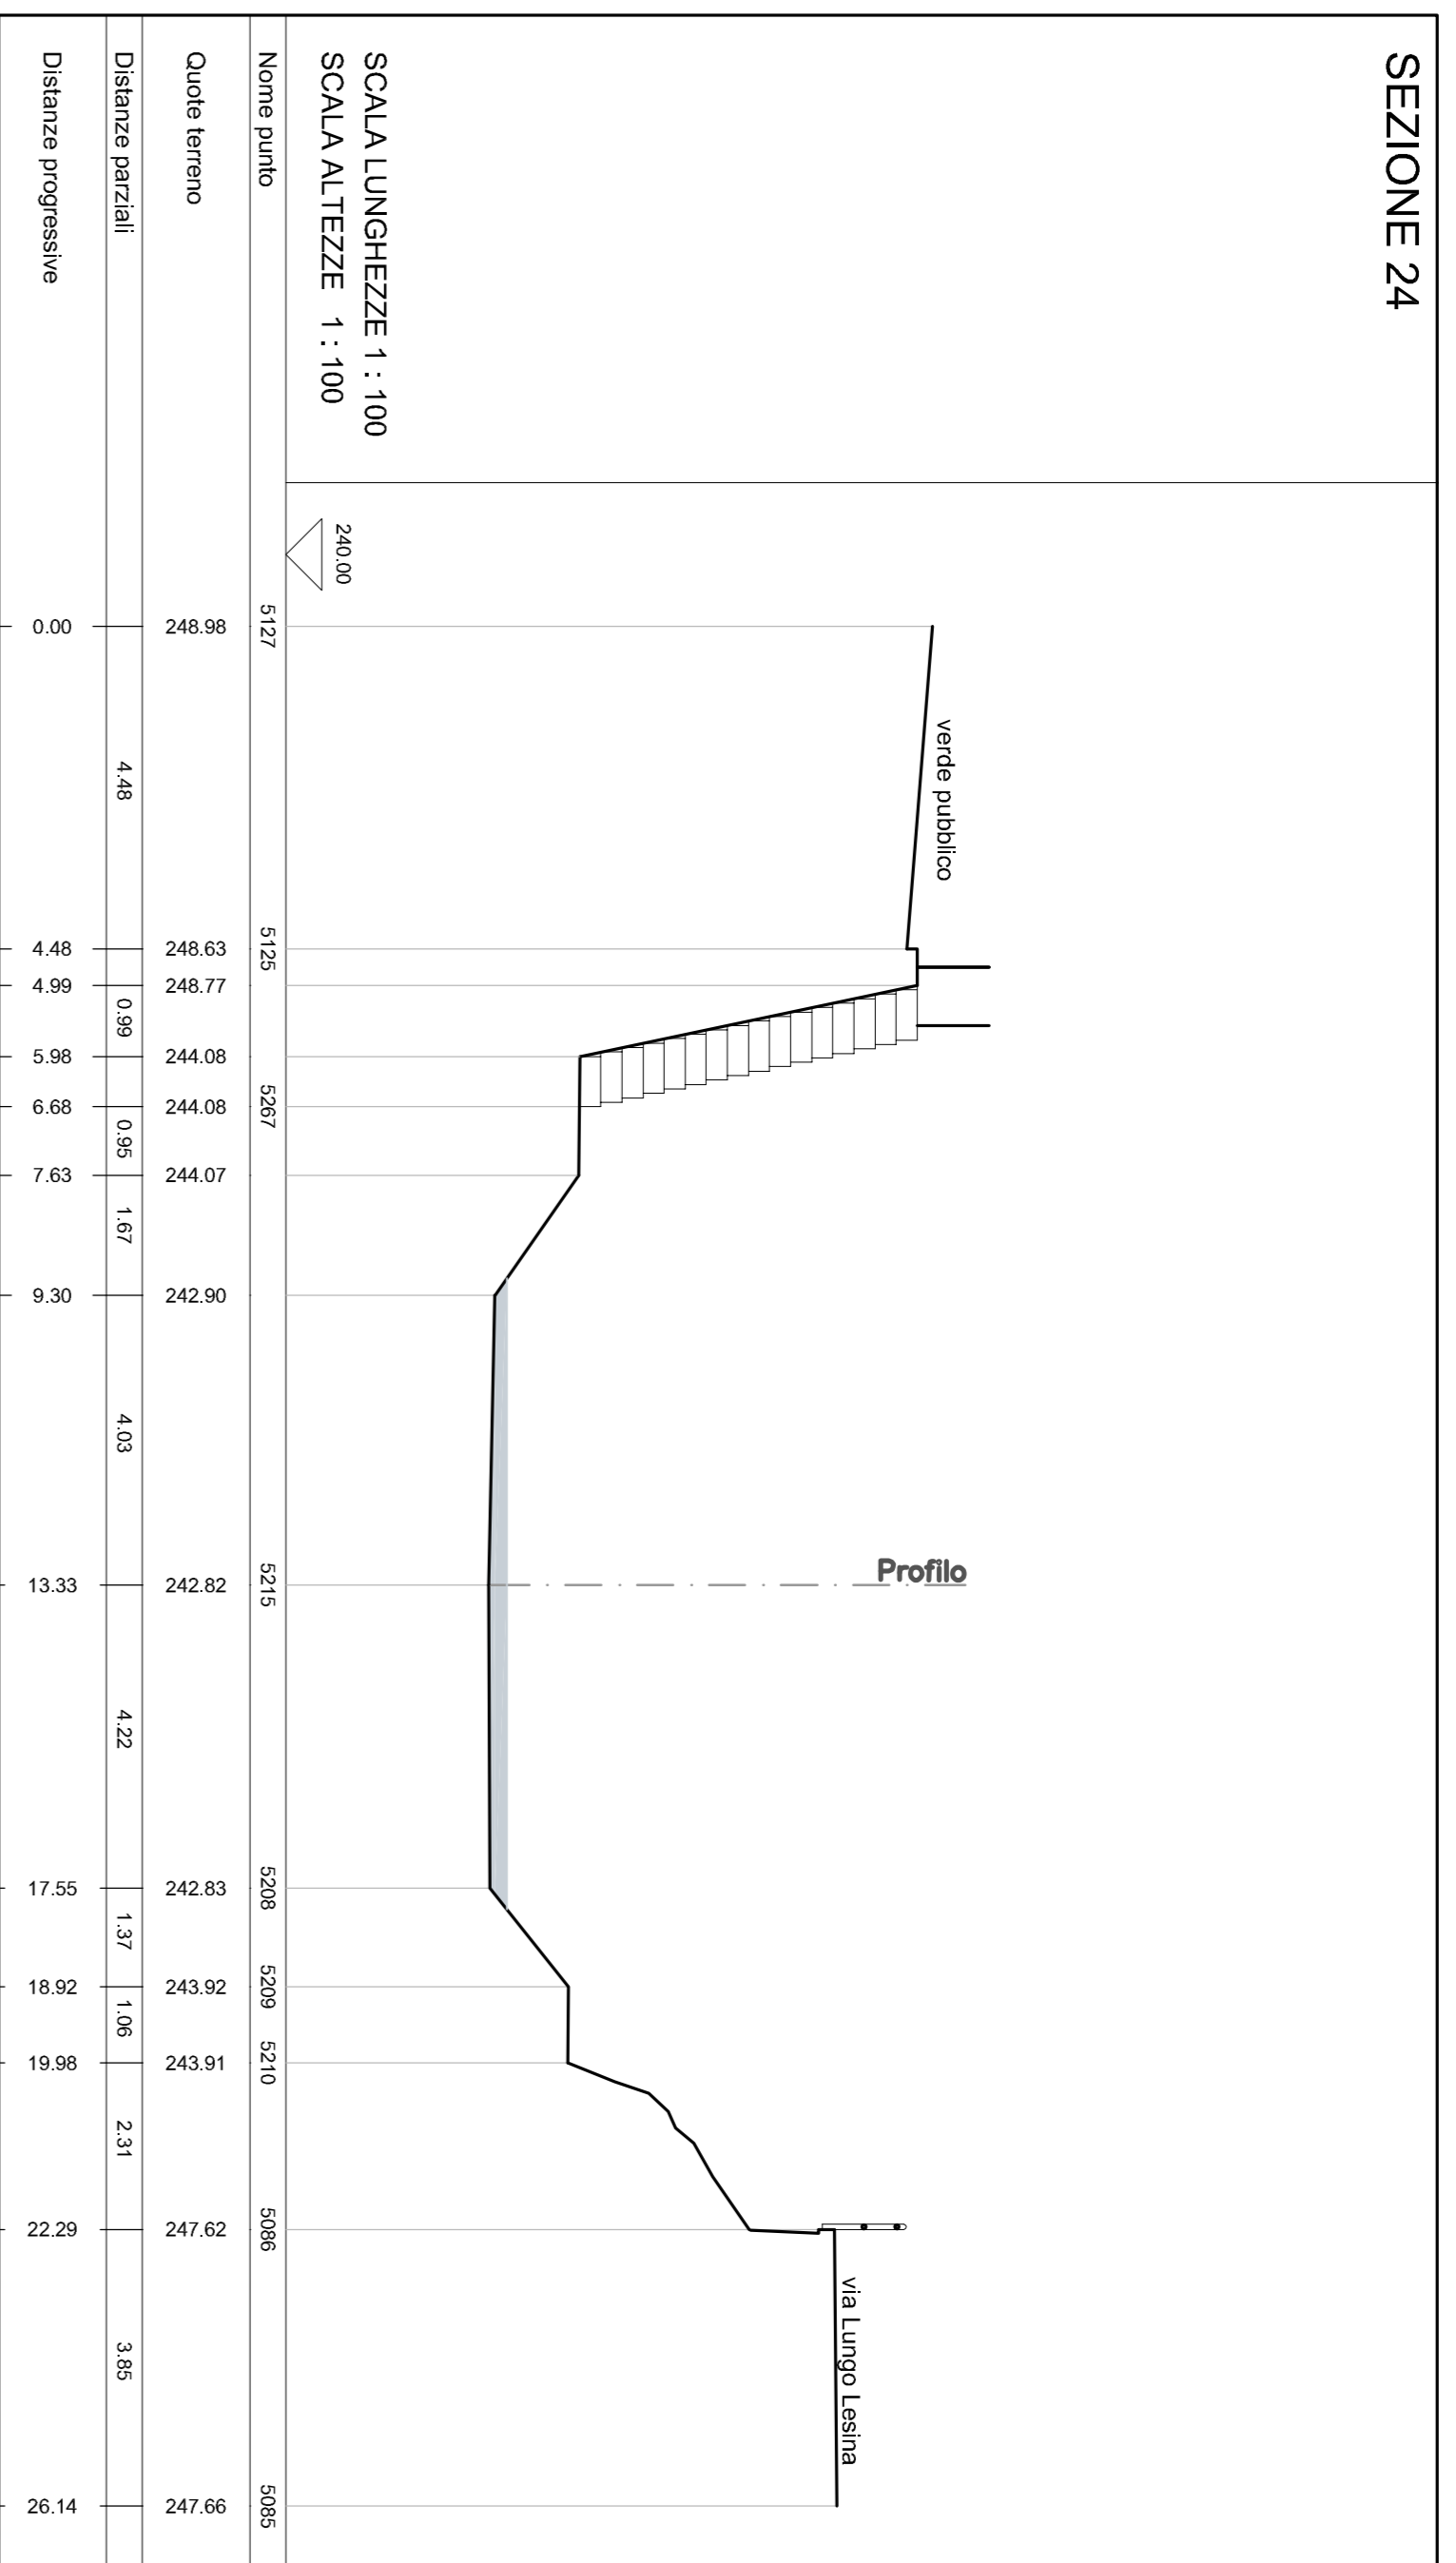 SEZIONE 24
verde pubblico
Profilo
via Lungo Lesina
SCALA LUNGHEZZE 1 : 100
SCALA ALTEZZE 1 : 100
240.00
Nome punto 5127 5125 5267 5215 5208 5209 5210 5086 5085
Quote terreno 248.98 248.63 248.77 244.08 244.08 244.07 242.90 242.82 242.83 243.92 243.91 247.62 247.66
Distanze parziali 4.48 0.99 0.95 1.67 4.03 4.22 1.37 1.06 2.31 3.85
Distanze progressive 0.00 4.48 4.99 5.98 6.68 7.63 9.30 13.33 17.55 18.92 19.98 22.29 26.14